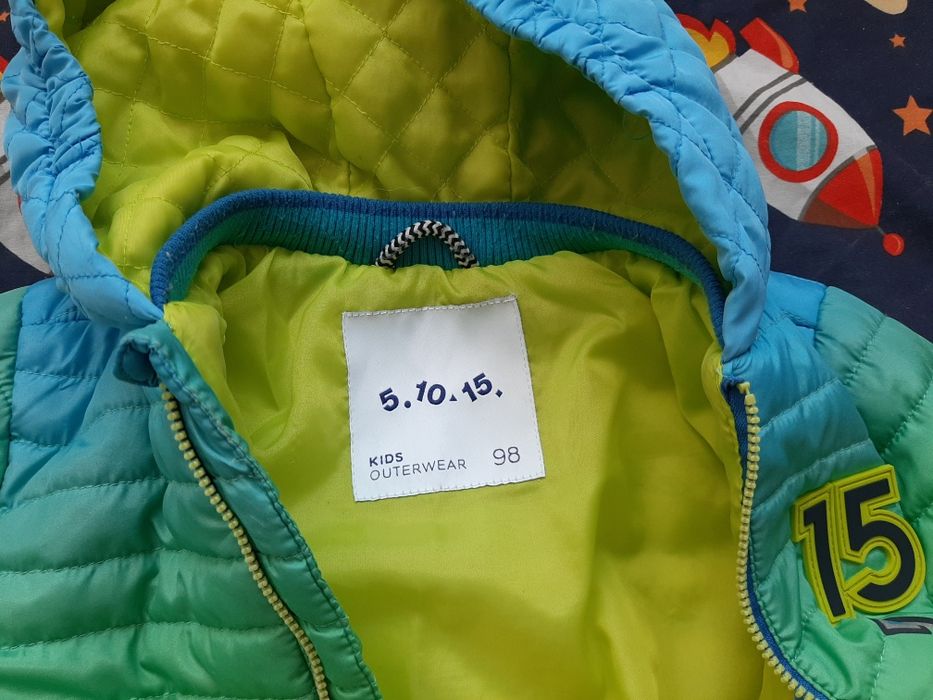 5.10.15.
KIDS
OUTERWEAR 98
15